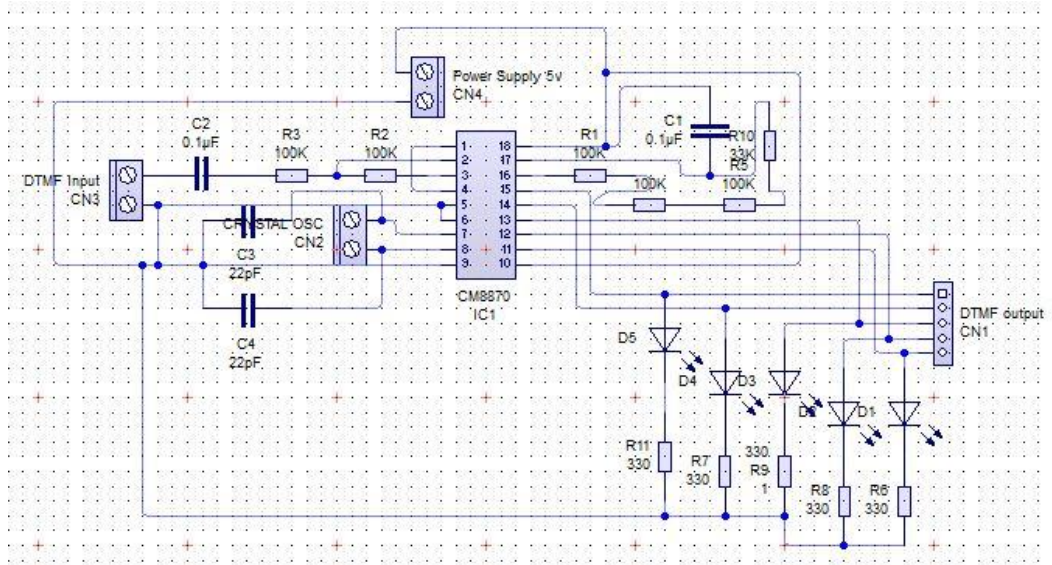 Power Supply 5v
CN4
C2
0.1µF
R3
100K
R2
100K
R1
100K
C1
0.1µF
R10
33K
R5
100K
100K
DTMF Input
CN3
CRYSTAL OSC
CN2
C3
22pF
C4
22pF
1
2
3
4
5
6
7
8
9
18
17
16
15
14
13
12
11
10
CM8870
IC1
DTMF output
CN1
D5
D4
D3
D2
D1
R11
330
R7
330
330
R9
1
R8
330
R6
330